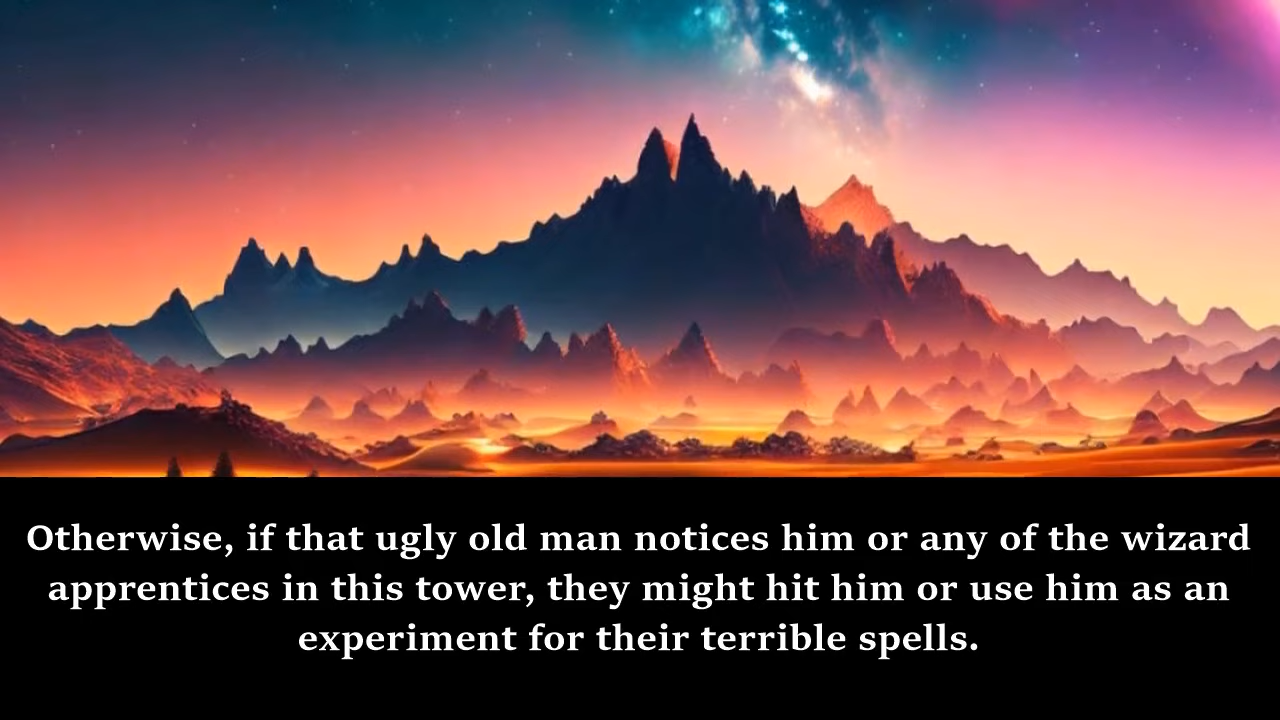 Otherwise, if that ugly old man notices him or any of the wizard
apprentices in this tower, they might hit him or use him as an
experiment for their terrible spells.